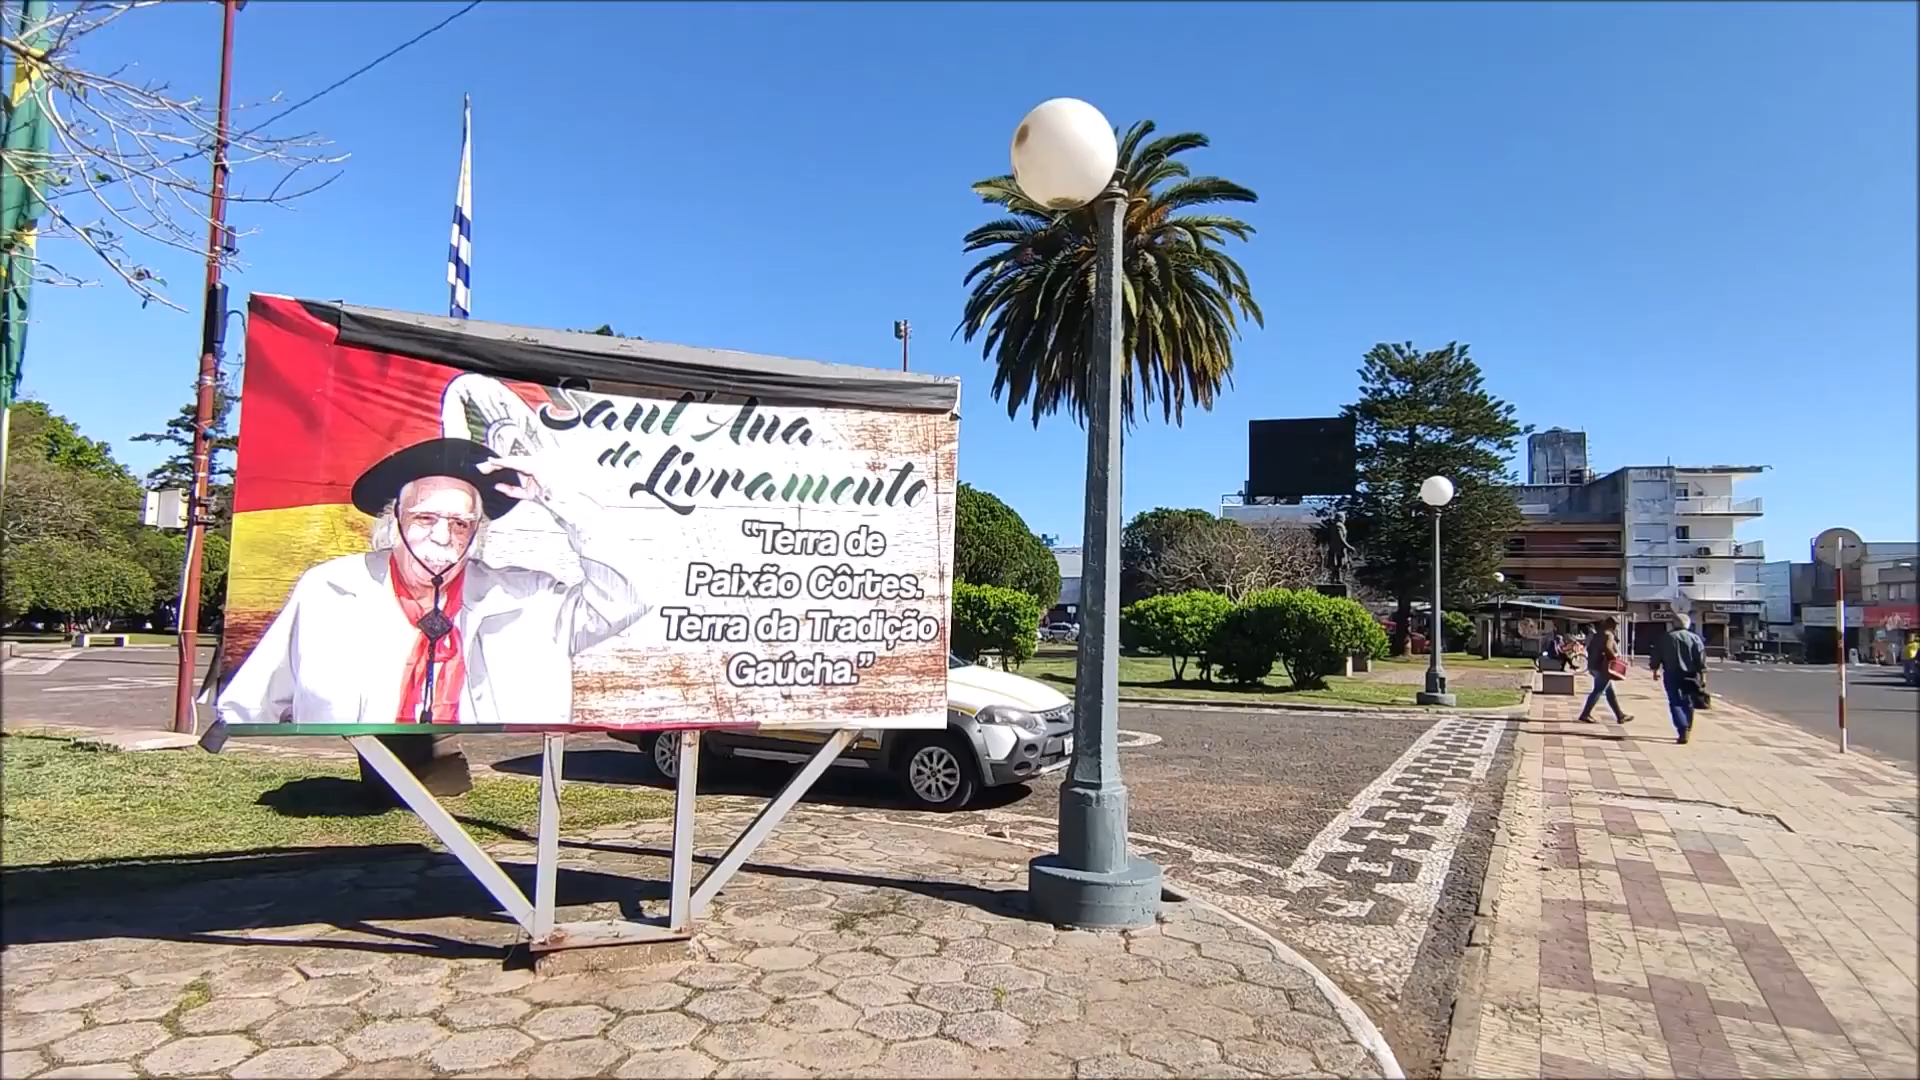 Sant'Ana
do Livramento
“Terra de
Paixão Côrtes.
Terra da Tradição
Gaúcha.”